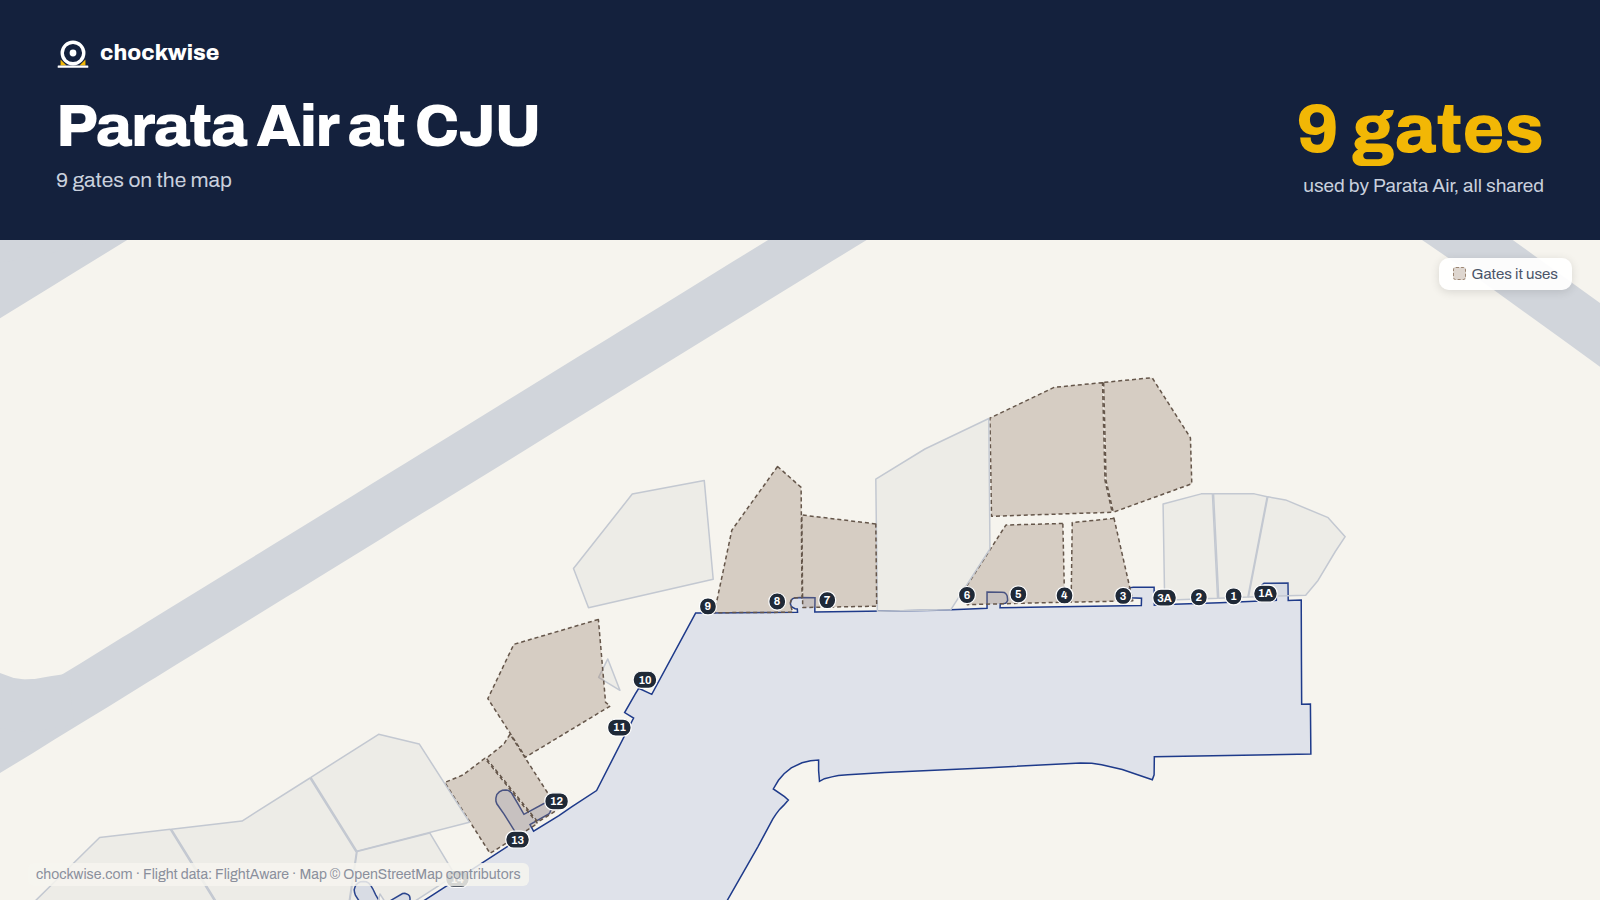 chockwise
Parata Air at CJU
9 gates on the map
9 gates
used by Parata Air, all shared
Gates it uses
9
8
7
6
5
4
3
3A
2
1
1A
10
11
12
13
chockwise.com · Flight data: FlightAware · Map © OpenStreetMap contributors